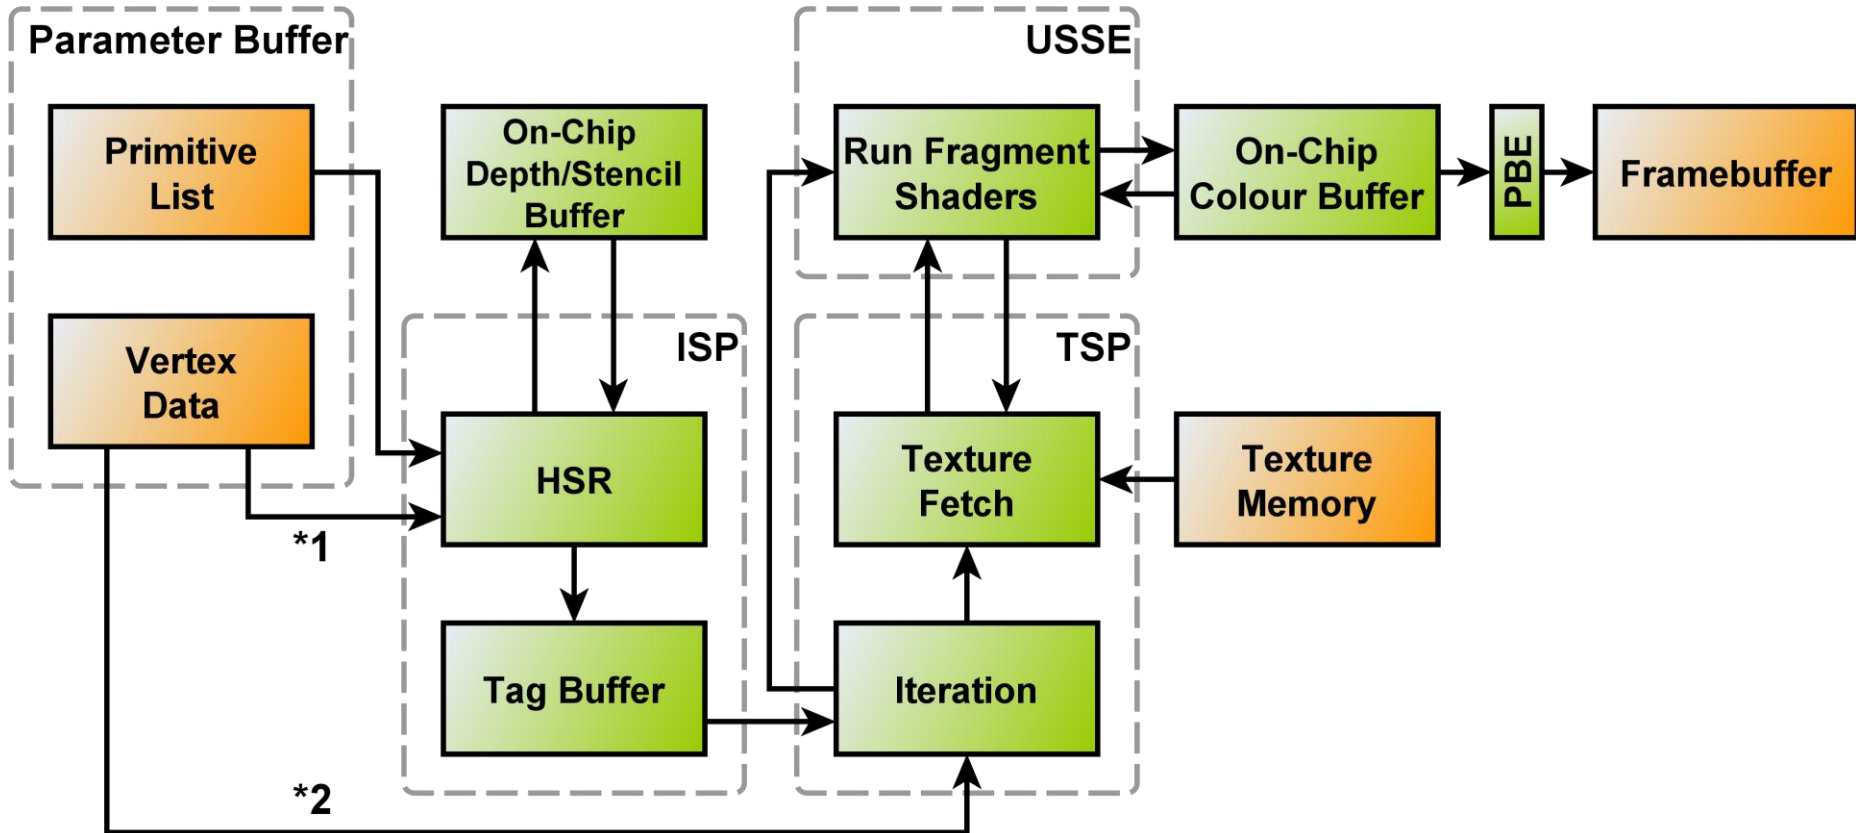 Parameter Buffer
Primitive
List
Vertex
Data
*1
*2
On-Chip
Depth/Stencil
Buffer
ISP
HSR
Tag Buffer
USSE
Run Fragment
Shaders
TSP
Texture
Fetch
Iteration
On-Chip
Colour Buffer
PBE
Framebuffer
Texture
Memory